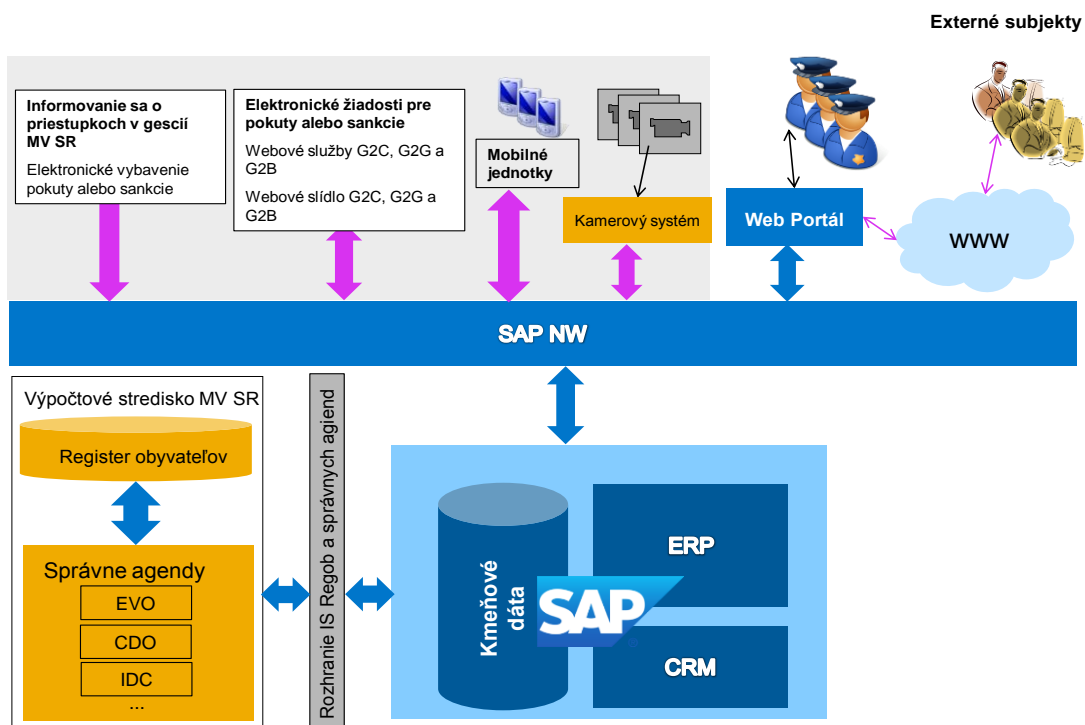 Externé subjekty
Informovanie sa o
priestupkoch v gescií
MV SR
Elektronické vybavenie
pokuty alebo sankcie
Elektronické žiadosti pre
pokuty alebo sankcie
Webové služby G2C, G2G a
G2B
Webové slídlo G2C, G2G a
G2B
Mobilné
jednotky
Kamerový systém
Web Portál
www
SAP NW
Výpočtové stredisko MV SR
Register obyvateľov
Správne agendy
EVO
CDO
IDC
...
Rozhranie IS Regob a správnych agiend
Kmeňové
dáta
SAP
ERP
CRM